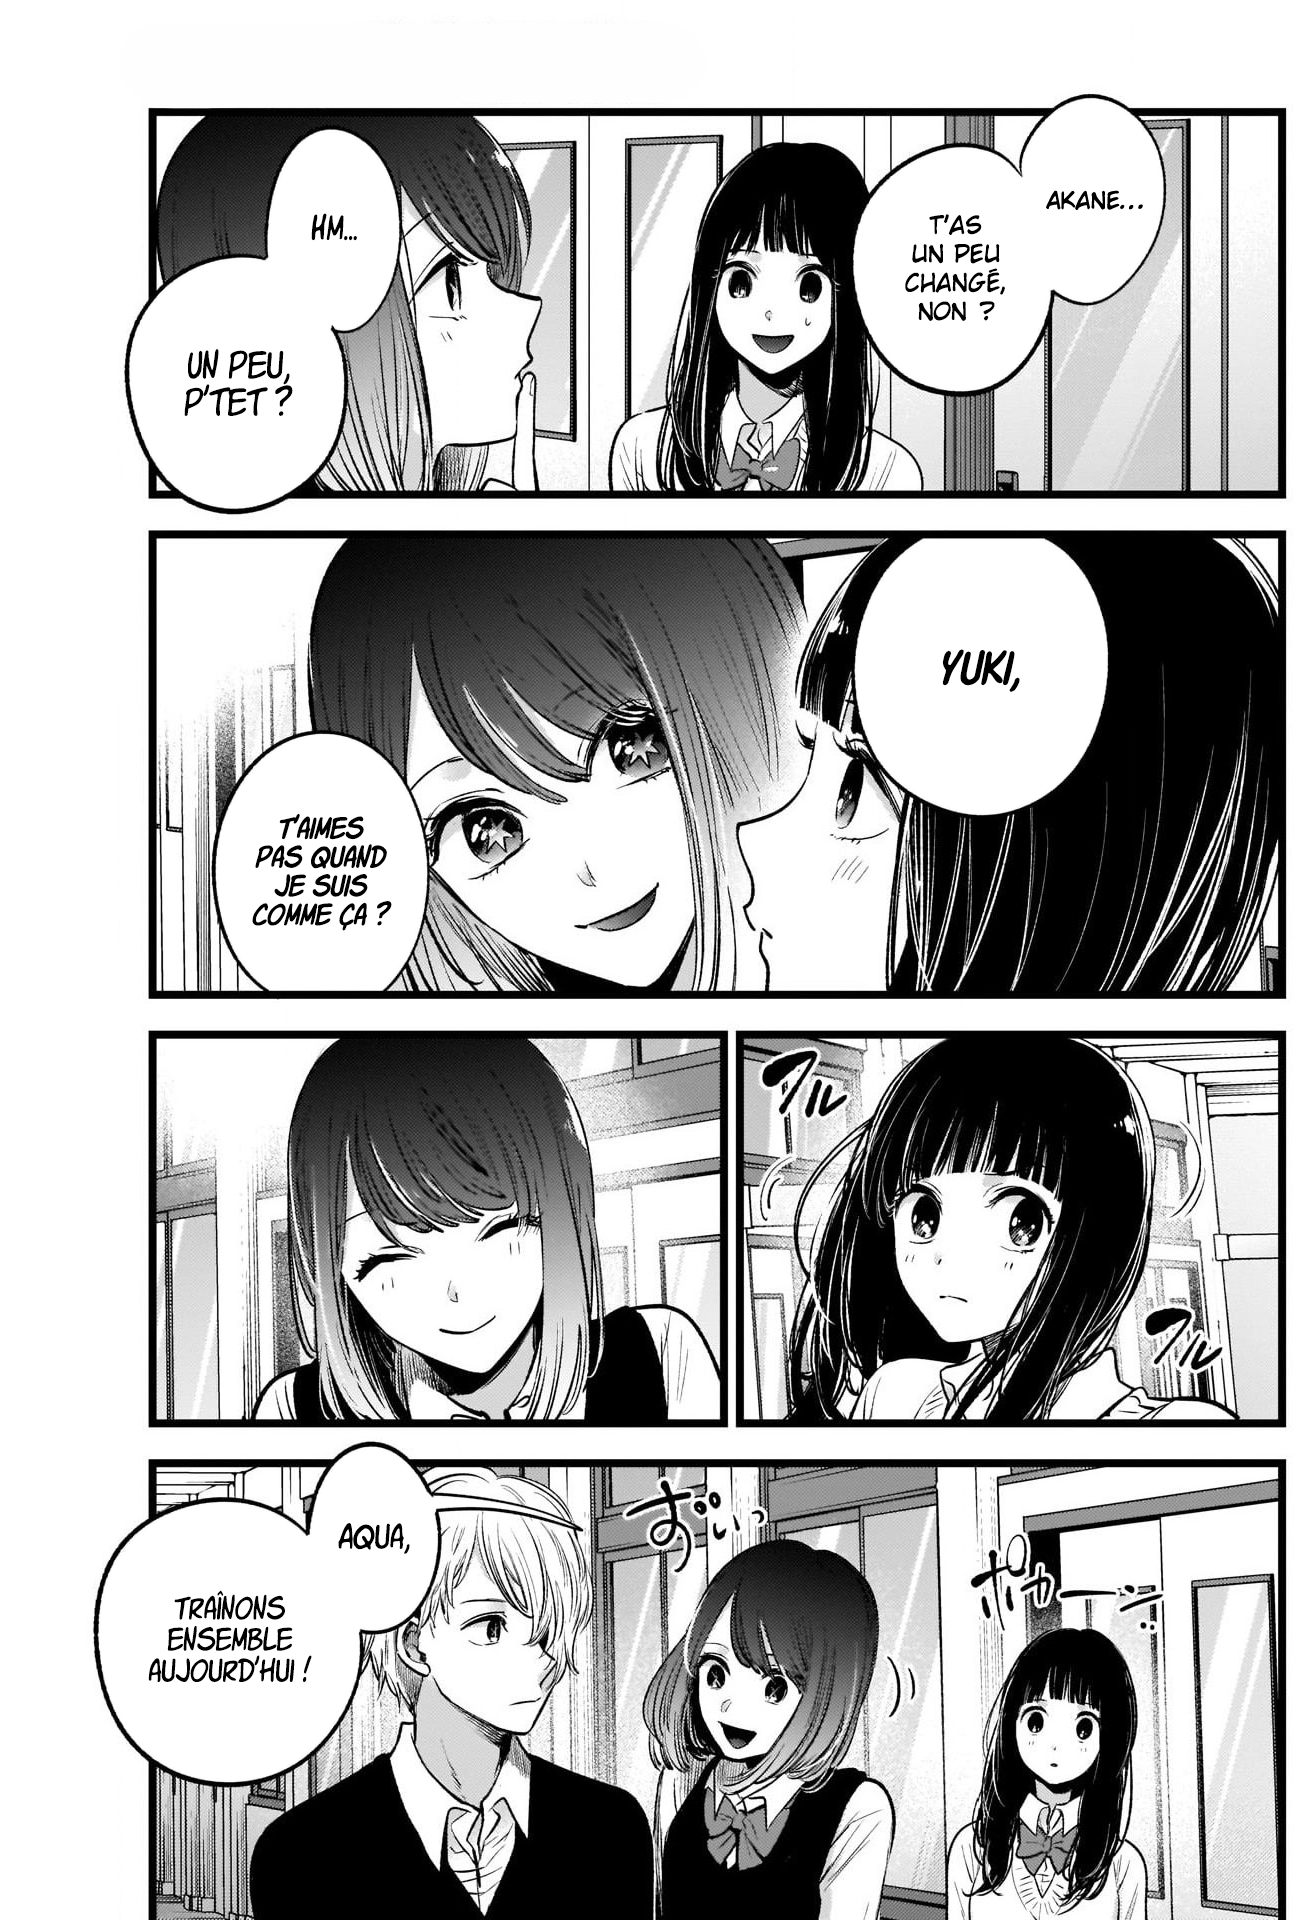 AKANE...
T'AS
UN PEU
CHANGÉ,
NON ?
HM...
UN PEU,
P'TET ?
YUKI,
T'AIMES
PAS QUAND
JE SUIS
COMME ÇA ?
フル
フル
AQUA,
TRAÎNONS
ENSEMBLE
AUJOURD'HUI !
ずいっ
ポカーン